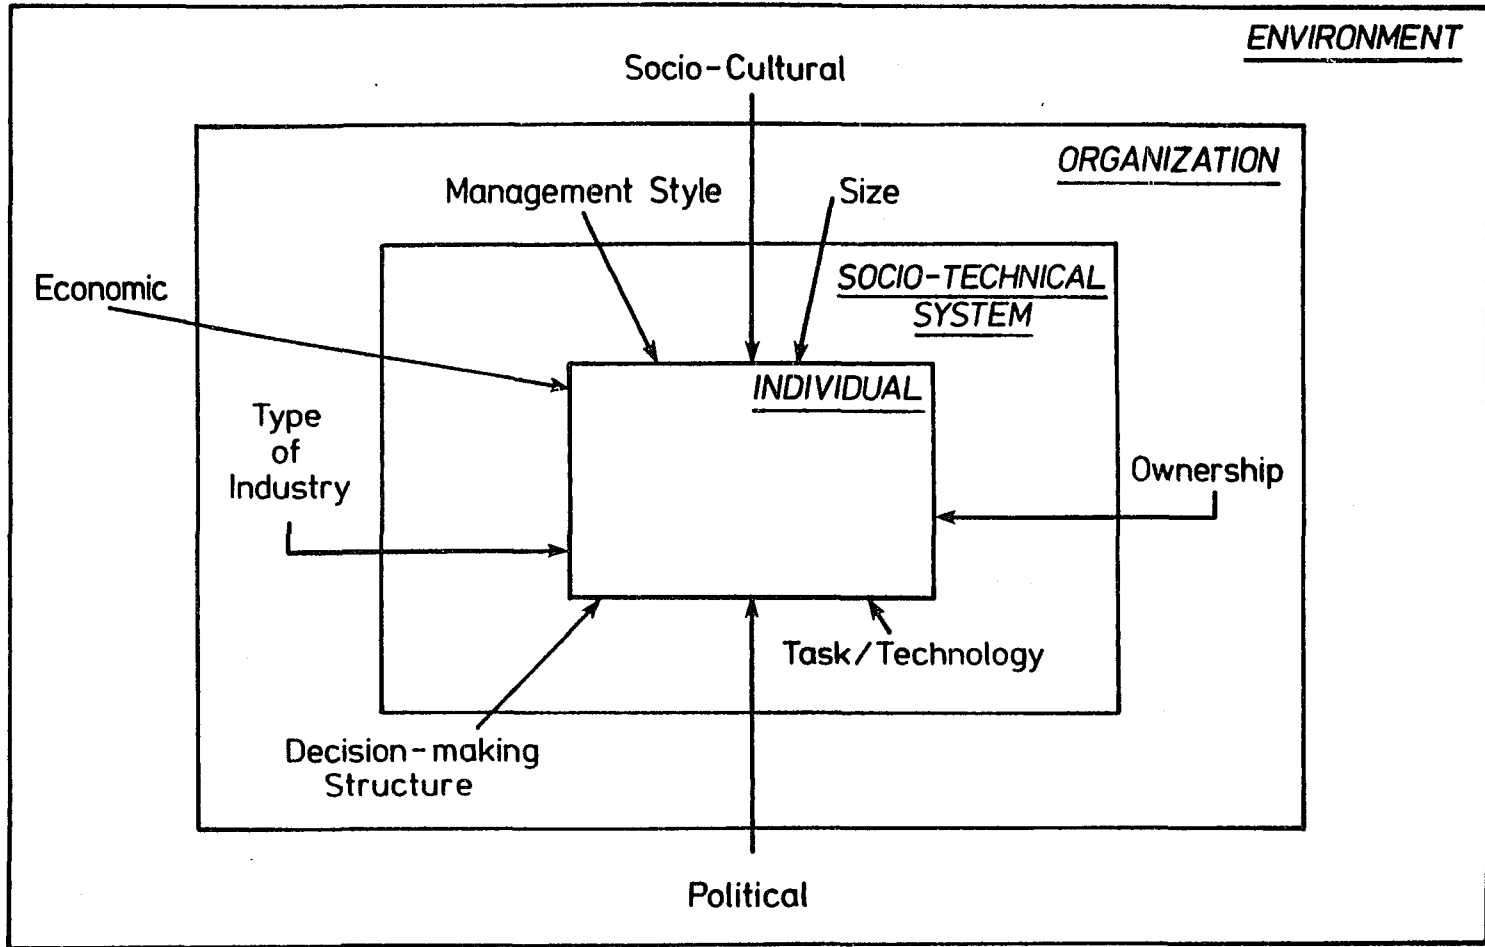 ENVIRONMENT
Socio-Cultural
ORGANIZATION
Management Style
Size
SOCIO-TECHNICAL
SYSTEM
Economic
INDIVIDUAL
Type
of
Industry
Ownership
Task/Technology
Decision-making
Structure
Political